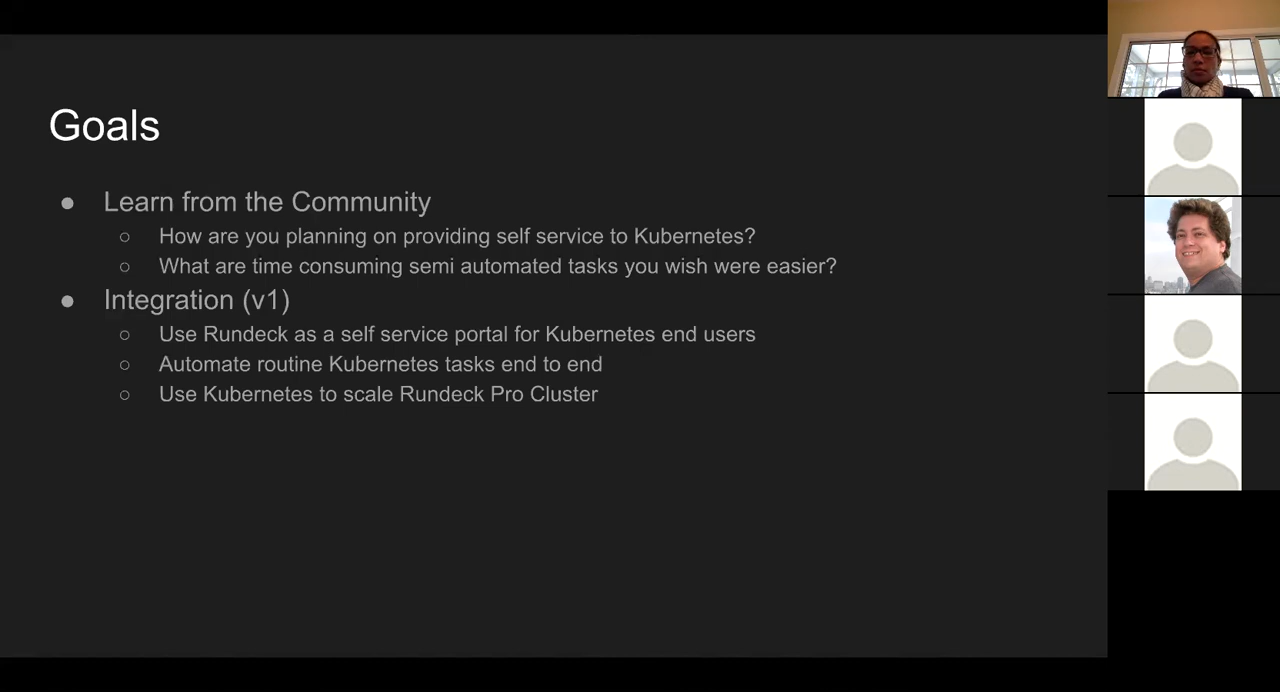 Goals
● Learn from the Community
○ How are you planning on providing self service to Kubernetes?
○ What are time consuming semi automated tasks you wish were easier?
● Integration (v1)
○ Use Rundeck as a self service portal for Kubernetes end users
○ Automate routine Kubernetes tasks end to end
○ Use Kubernetes to scale Rundeck Pro Cluster